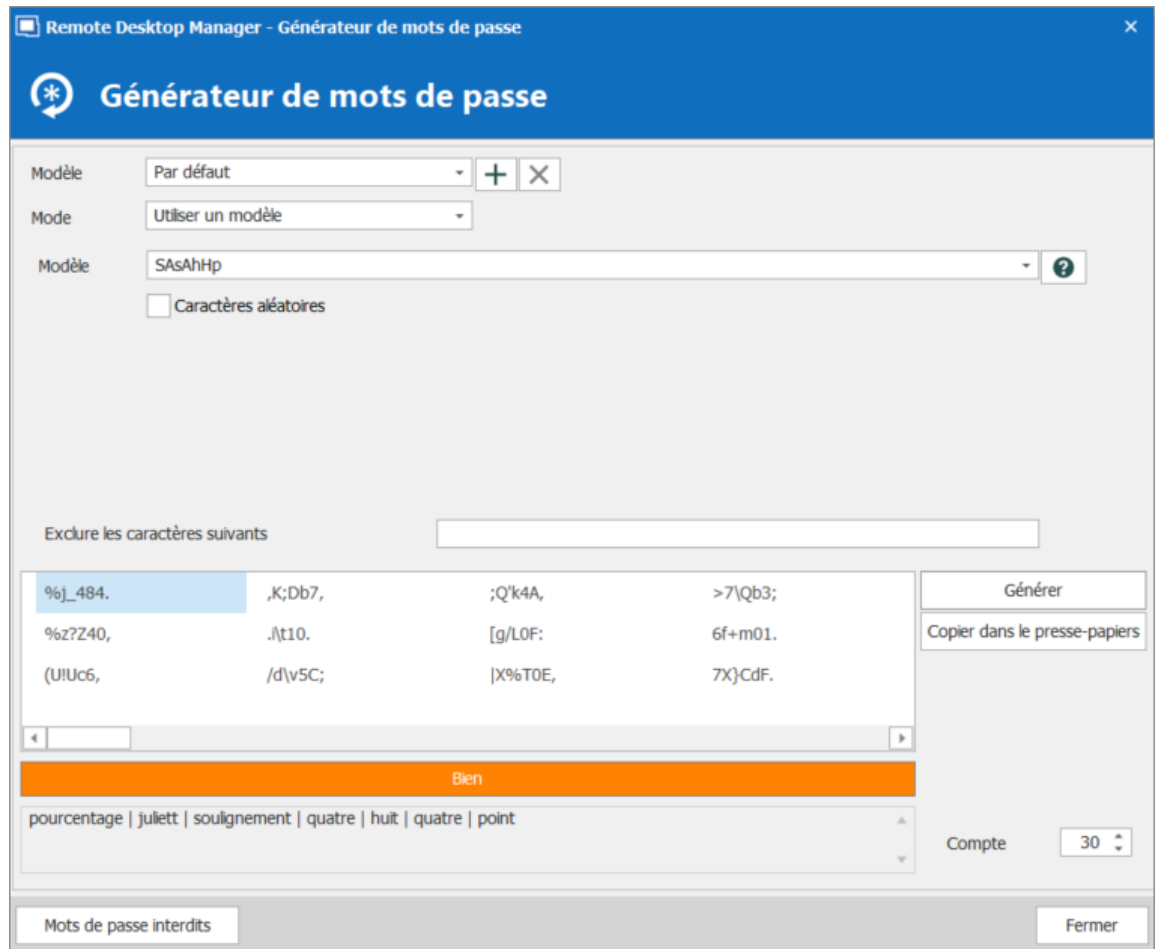 Remote Desktop Manager - Générateur de mots de passe
Générateur de mots de passe
Modèle Par défaut
Mode Utiliser un modèle
Modèle SAsAhHp
Caractères aléatoires
Exclure les caractères suivants
%j_484. ,K;Db7, ;Q'k4A, >7\Qb3; Générer
%z?Z40, [g/L0F: 6f+m01. Copier dans le presse-papiers
(U!Uc6, /d\v5C; |X%T0E, 7X}CdF.
Bien
pourcentage | juliett | soulignement | quatre | huit | quatre | point
Compte 30
Mots de passe interdits Fermer